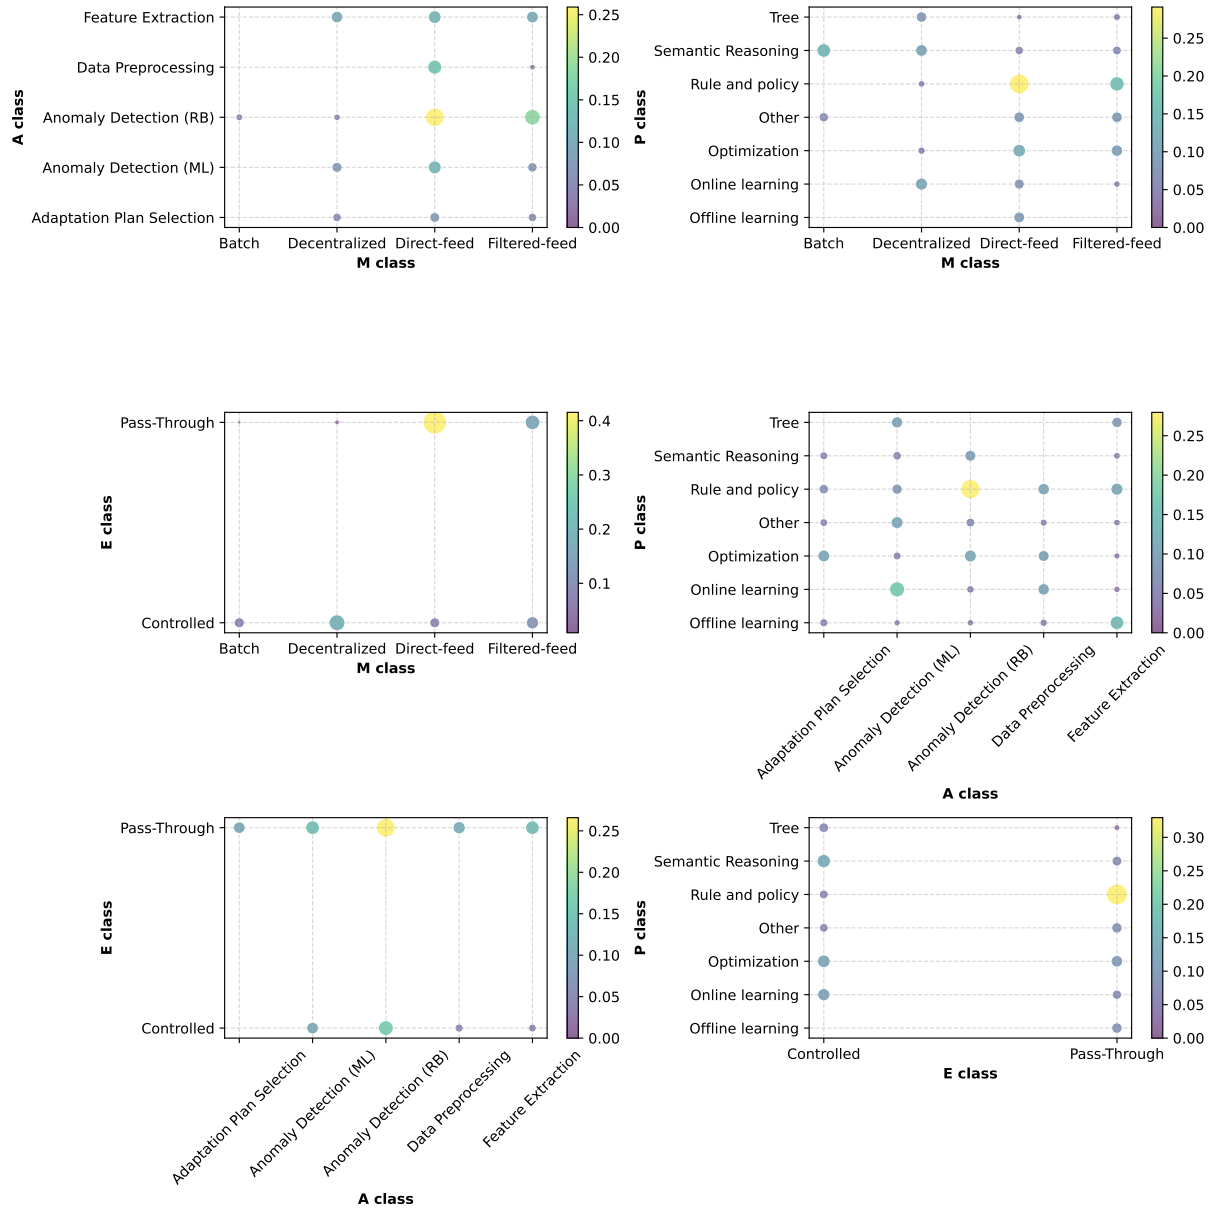 Feature Extraction
Data Preprocessing
Anomaly Detection (RB)
Anomaly Detection (ML)
Adaptation Plan Selection
A class
Batch Decentralized Direct-feed Filtered-feed
M class
0.25
0.20
0.15
0.10
0.05
0.00
Tree
Semantic Reasoning
Rule and policy
Other
Optimization
Online learning
Offline learning
P class
Batch Decentralized Direct-feed Filtered-feed
M class
0.25
0.20
0.15
0.10
0.05
0.00
Pass-Through
Controlled
E class
Batch Decentralized Direct-feed Filtered-feed
M class
0.4
0.3
0.2
0.1
Tree
Semantic Reasoning
Rule and policy
Other
Optimization
Online learning
Offline learning
P class
Adaptation Plan Selection
Anomaly Detection (ML)
Anomaly Detection (RB)
Data Preprocessing
Feature Extraction
A class
0.25
0.20
0.15
0.10
0.05
0.00
Pass-Through
Controlled
E class
Adaptation Plan Selection
Anomaly Detection (ML)
Anomaly Detection (RB)
Data Preprocessing
Feature Extraction
A class
0.25
0.20
0.15
0.10
0.05
0.00
Tree
Semantic Reasoning
Rule and policy
Other
Optimization
Online learning
Offline learning
P class
Controlled Pass-Through
E class
0.30
0.25
0.20
0.15
0.10
0.05
0.00